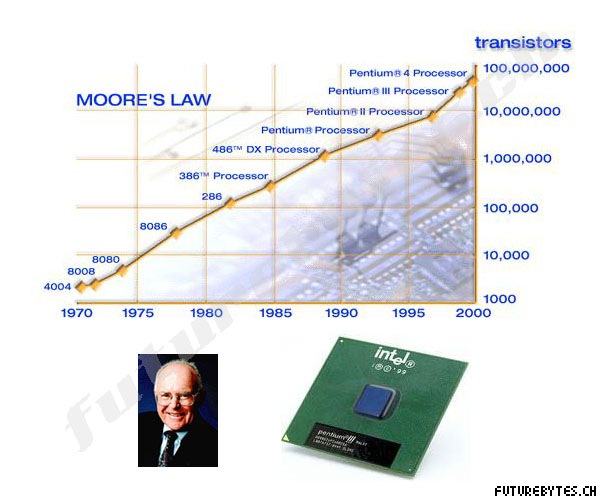 transistors
100,000,000
Pentium® 4 Processor
Pentium® III Processor
MOORE'S LAW
10,000,000
Pentium® II Processor
Pentium® Processor
486™ DX Processor
1,000,000
386™ Processor
286
100,000
8086
8080
10,000
8008
4004
1000
1970 1975 1980 1985 1990 1995 2000
intel®
'99
pentium III
FUTUREBYTES.CH